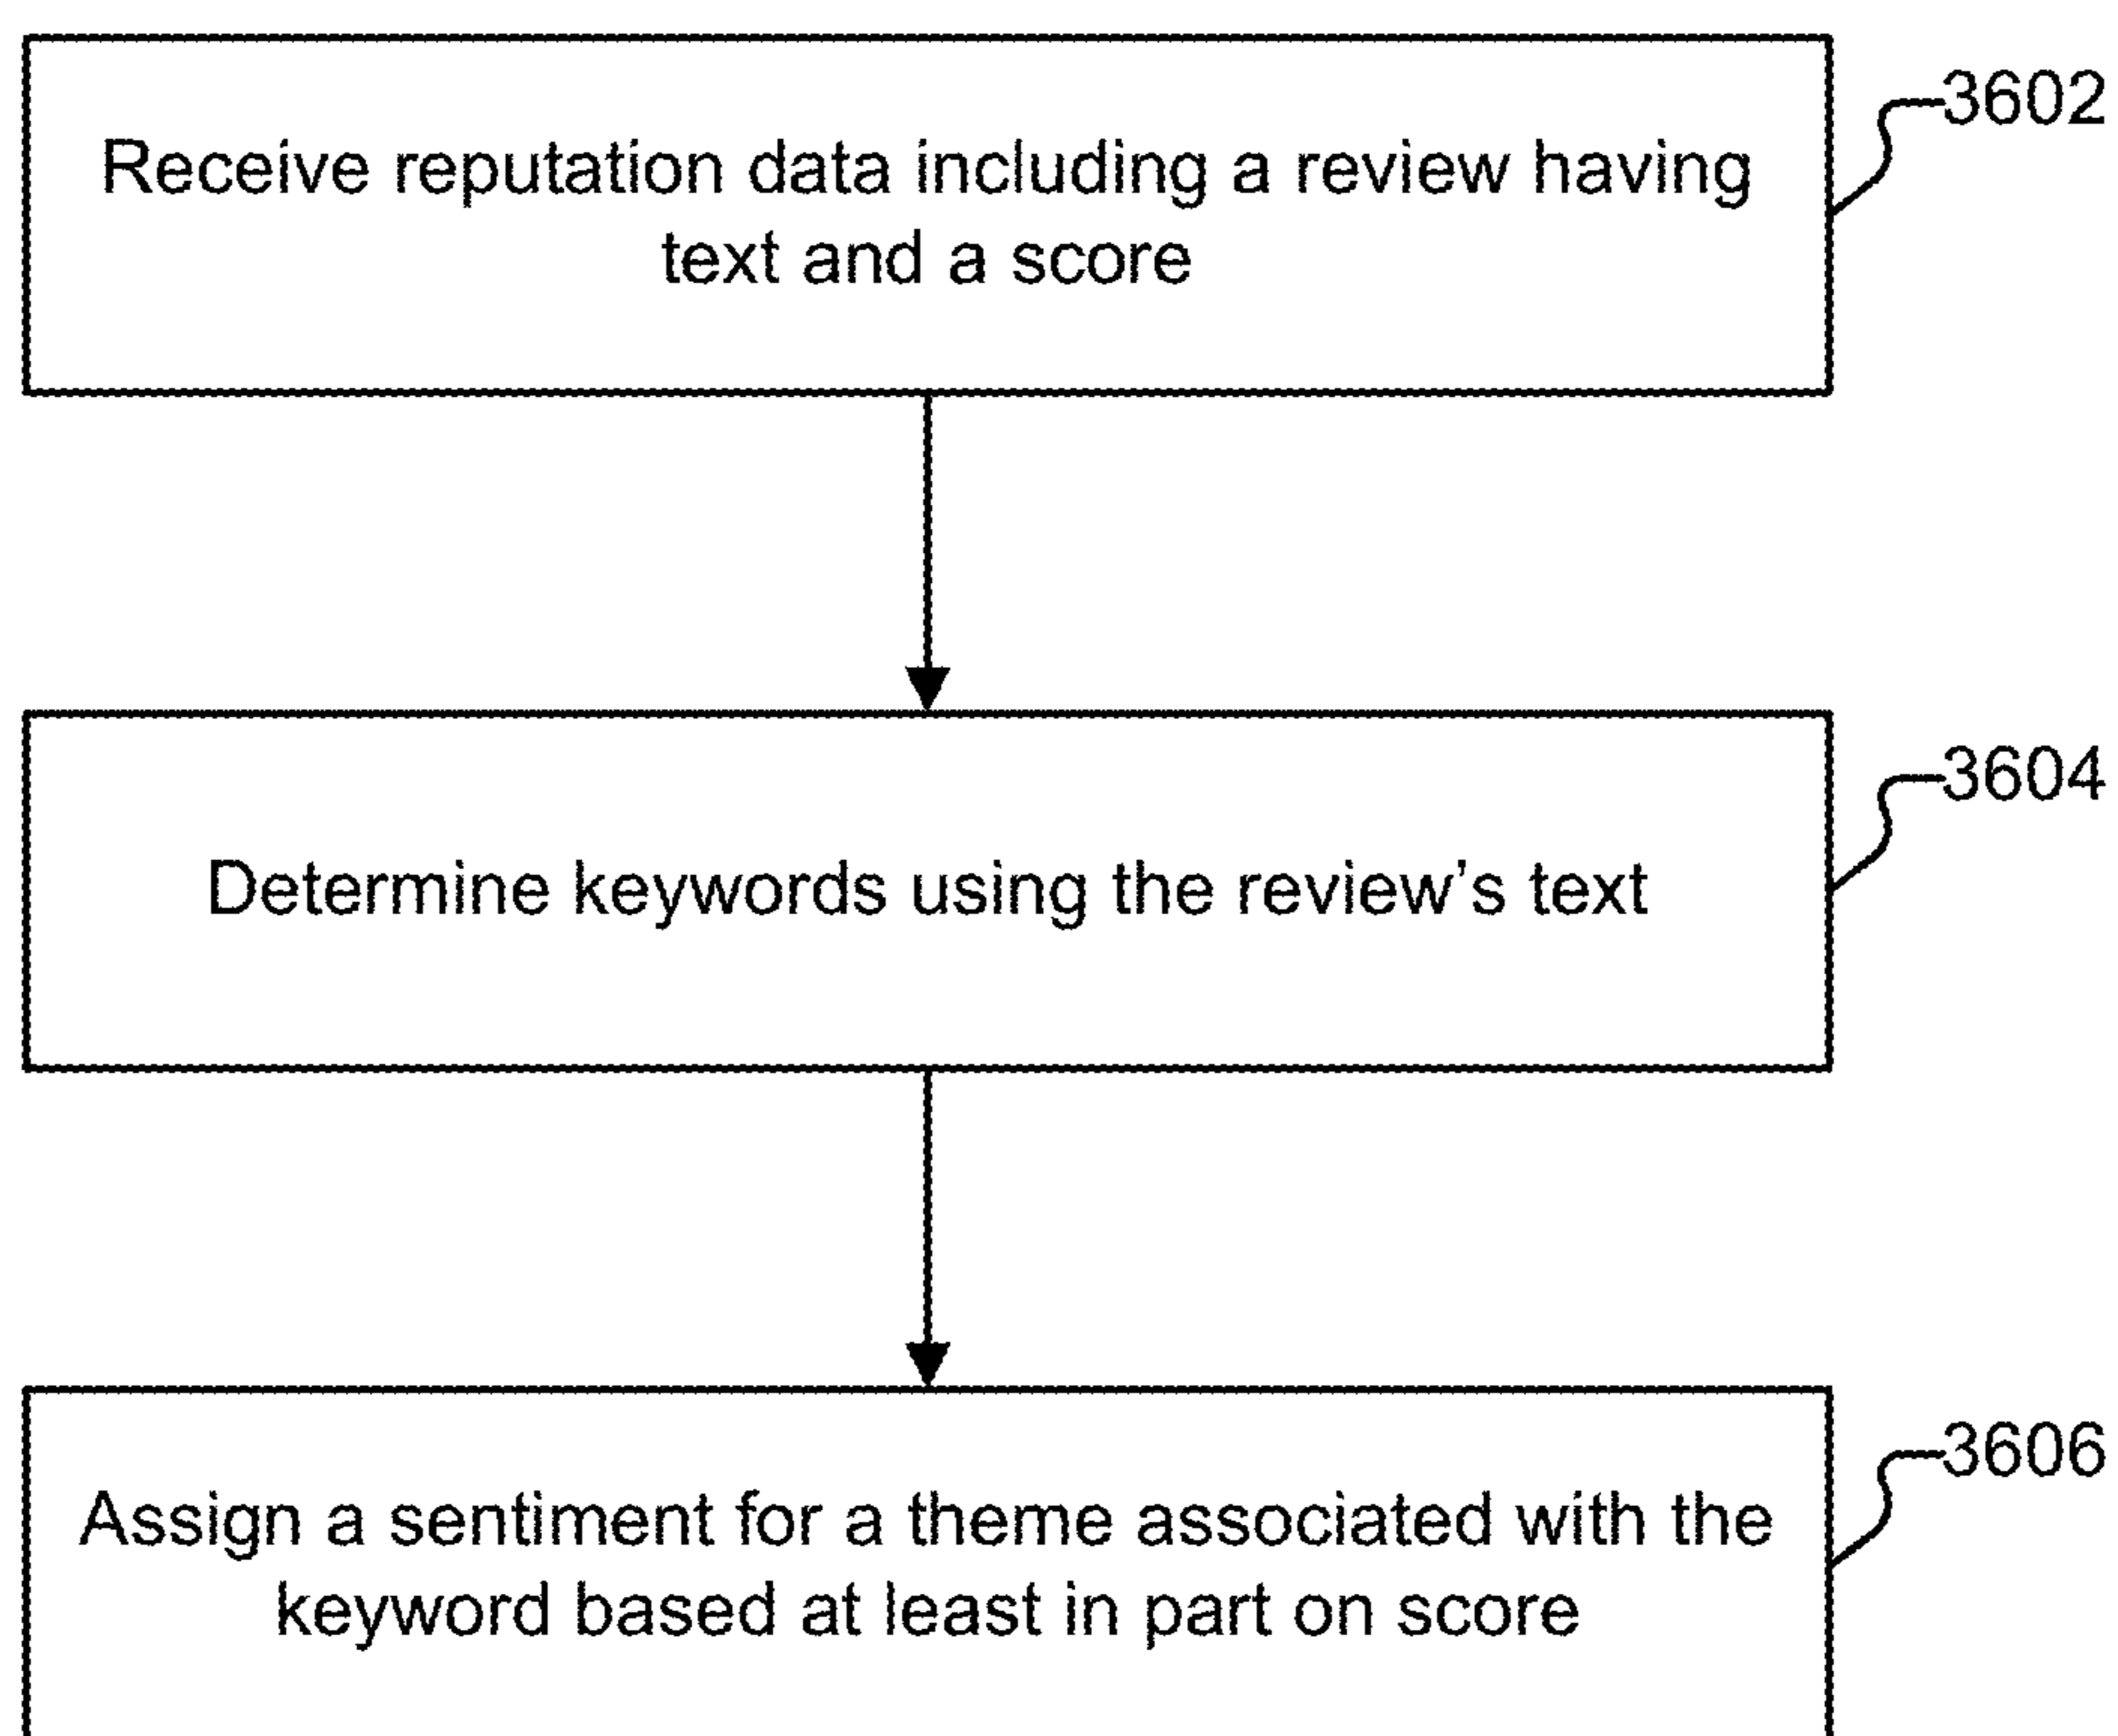 3602
Receive reputation data including a review having
text and a score
3604
Determine keywords using the review’s text
3606
Assign a sentiment for a theme associated with the
keyword based at least in part on score